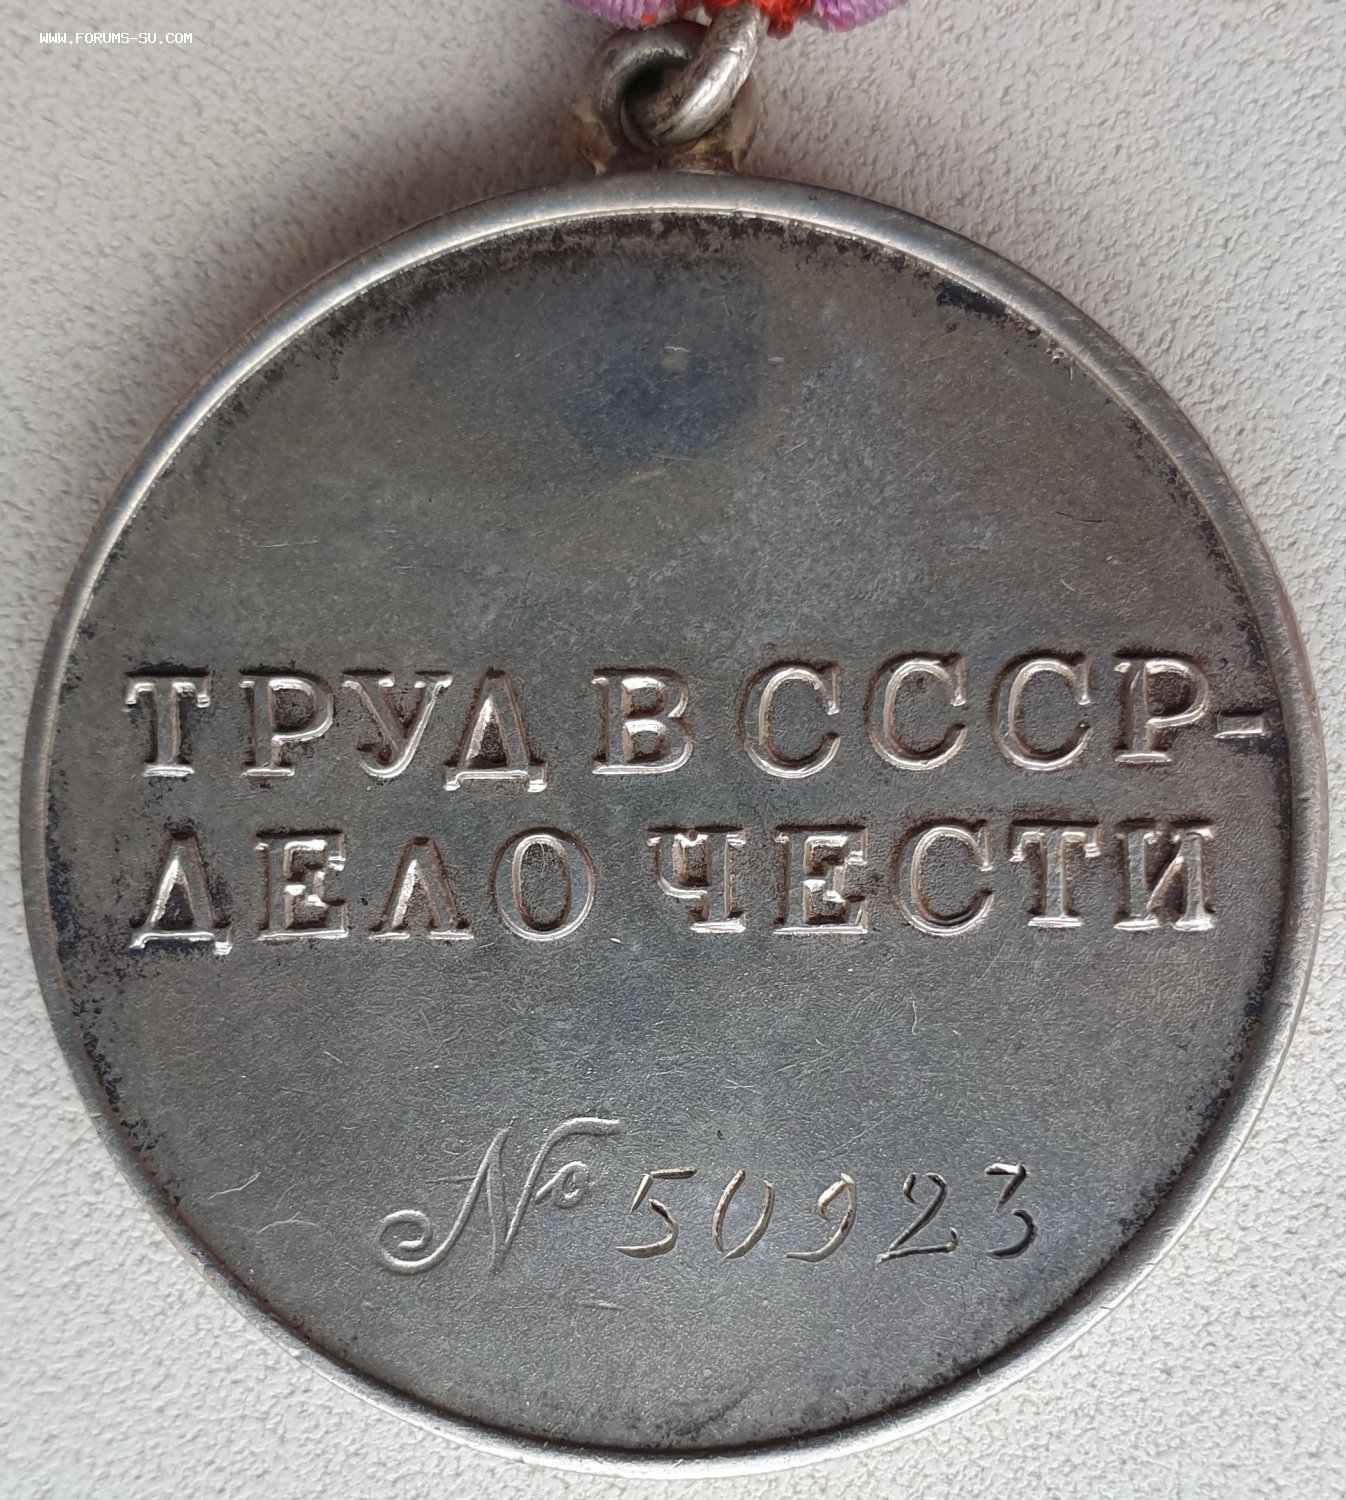 WWW.FORUMS-SU.COM
ТРУД В СССР-
ДЕЛО ЧЕСТИ
№ 50923